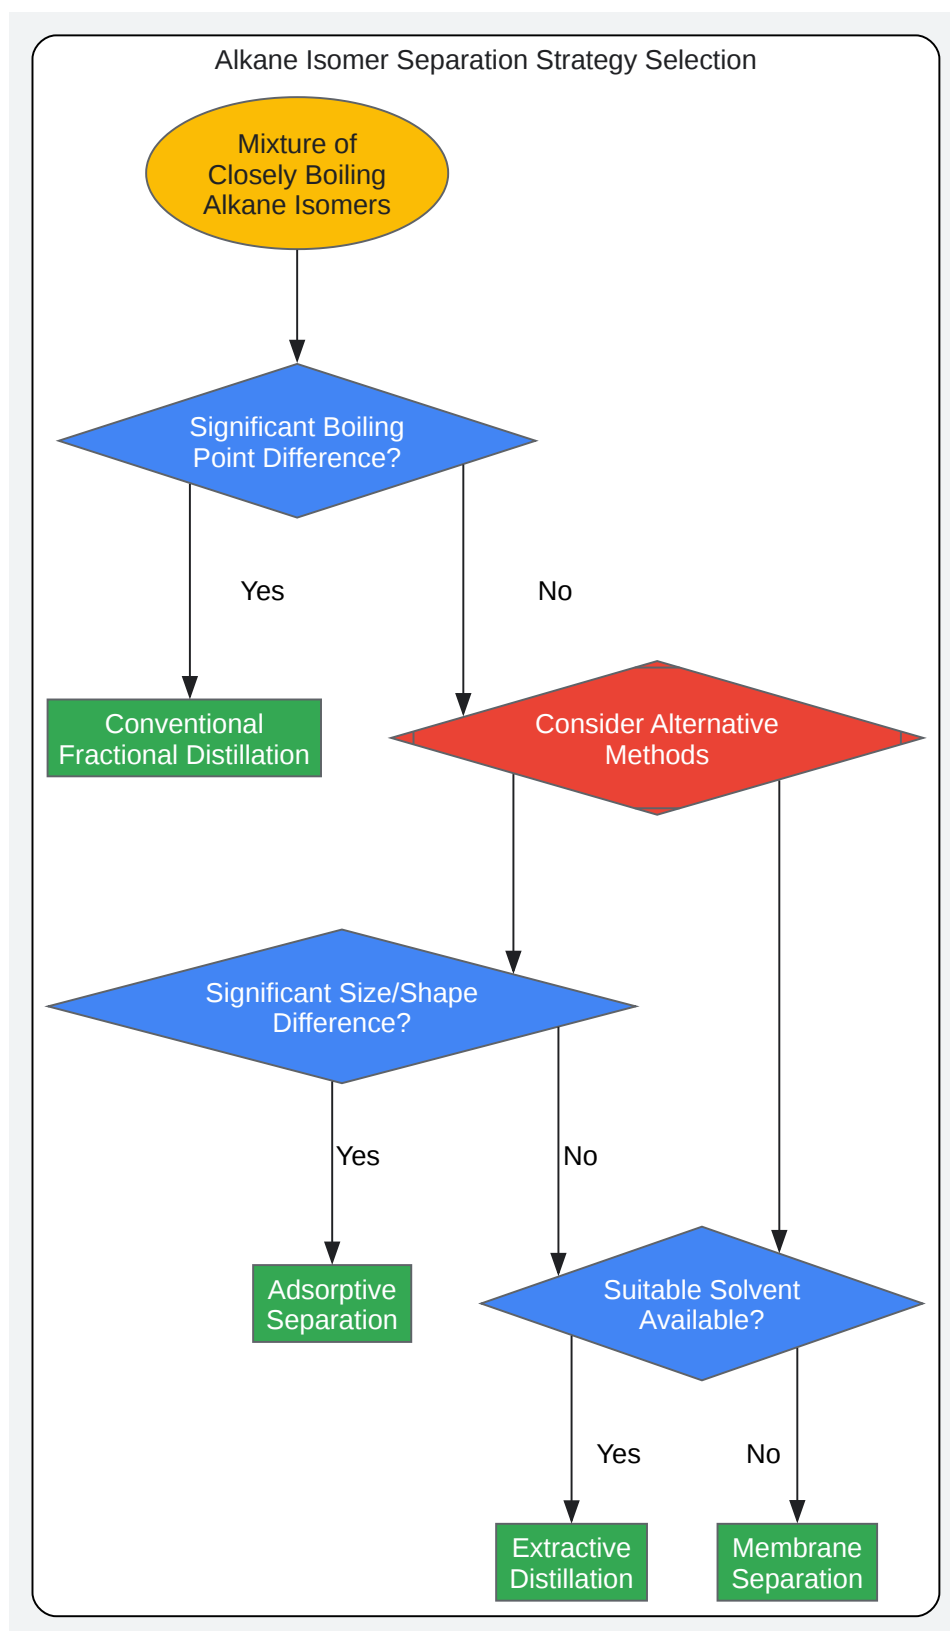 Alkane Isomer Separation Strategy Selection
Mixture of
Closely Boiling
Alkane Isomers
Significant Boiling
Point Difference?
Yes
No
Conventional
Fractional Distillation
Consider Alternative
Methods
Significant Size/Shape
Difference?
Yes
No
Adsorptive
Separation
Suitable Solvent
Available?
Yes
No
Extractive
Distillation
Membrane
Separation